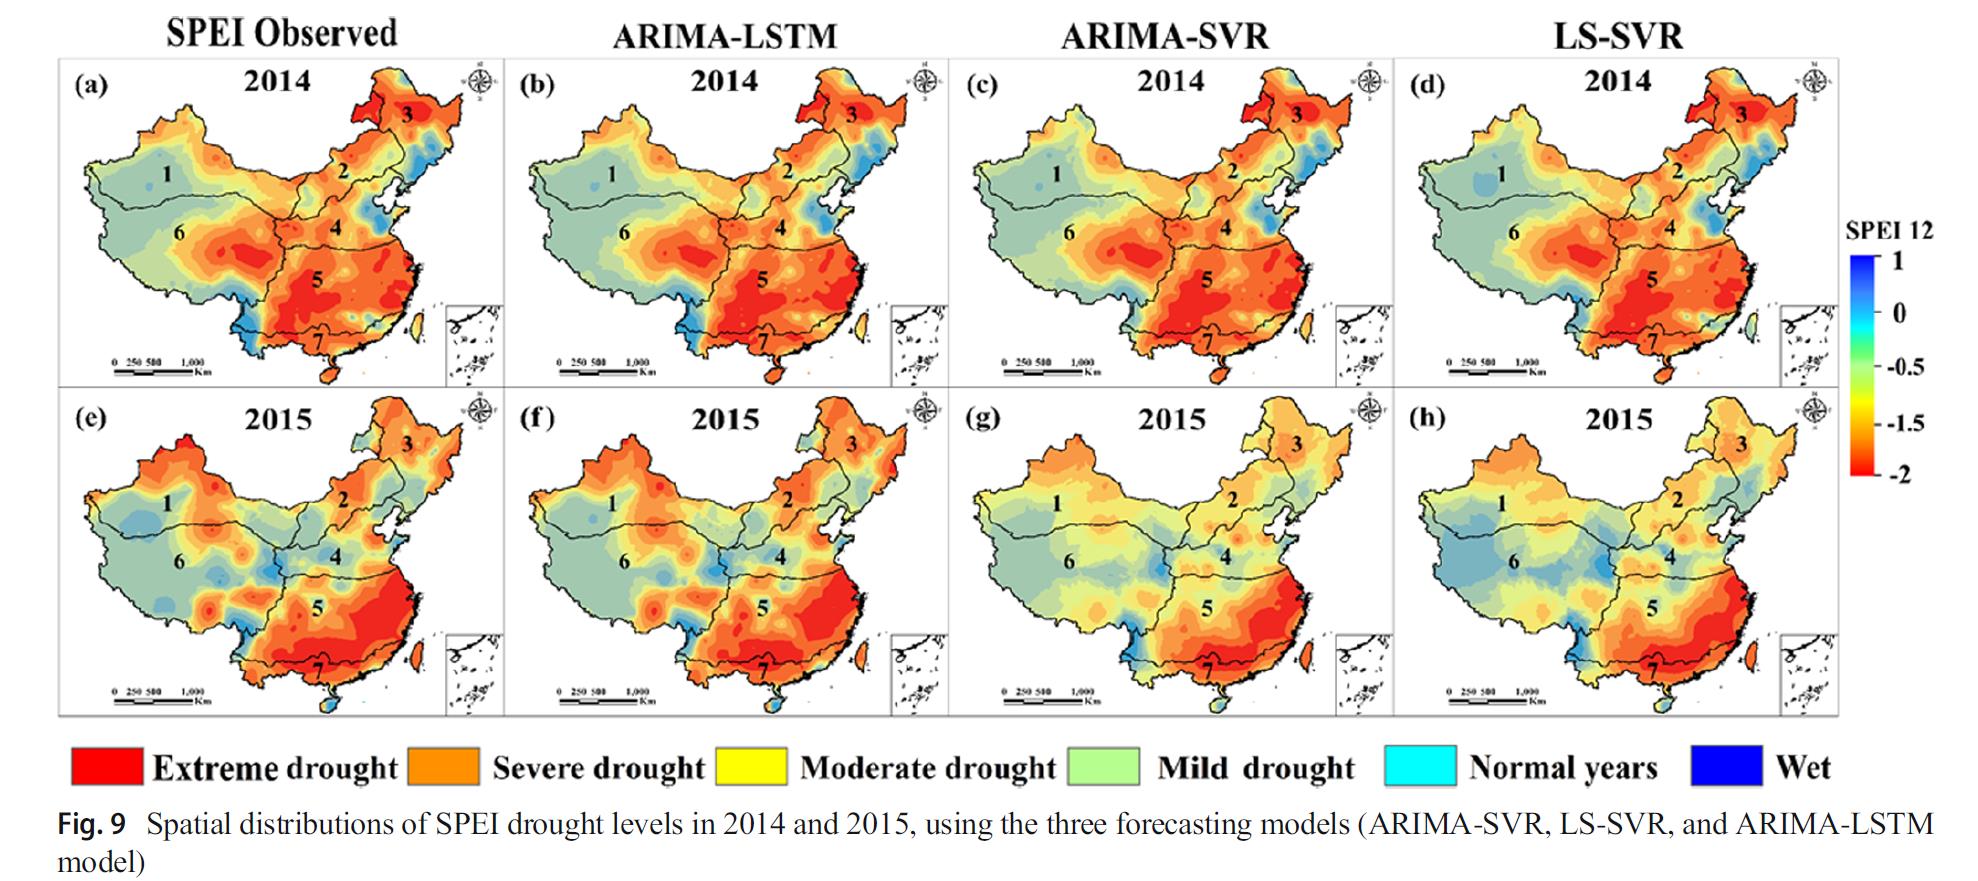 SPEI Observed
ARIMA-LSTM
ARIMA-SVR
LS-SVR
(a)
2014
1
2
3
4
5
6
7
0 250 500 1,000
Km
(b)
2014
1
2
3
4
5
6
7
0 250 500 1,000
Km
(c)
2014
1
2
3
4
5
6
7
0 250 500 1,000
Km
(d)
2014
1
2
3
4
5
6
7
0 250 500 1,000
Km
SPEI 12
1
0
-0.5
-1.5
-2
(e)
2015
1
2
3
4
5
6
7
0 250 500 1,000
Km
(f)
2015
1
2
3
4
5
6
7
0 250 500 1,000
Km
(g)
2015
1
2
3
4
5
6
7
0 250 500 1,000
Km
(h)
2015
1
2
3
4
5
6
7
0 250 500 1,000
Km
Extreme drought
Severe drought
Moderate drought
Mild drought
Normal years
Wet
Fig. 9 Spatial distributions of SPEI drought levels in 2014 and 2015, using the three forecasting models (ARIMA-SVR, LS-SVR, and ARIMA-LSTM
model)